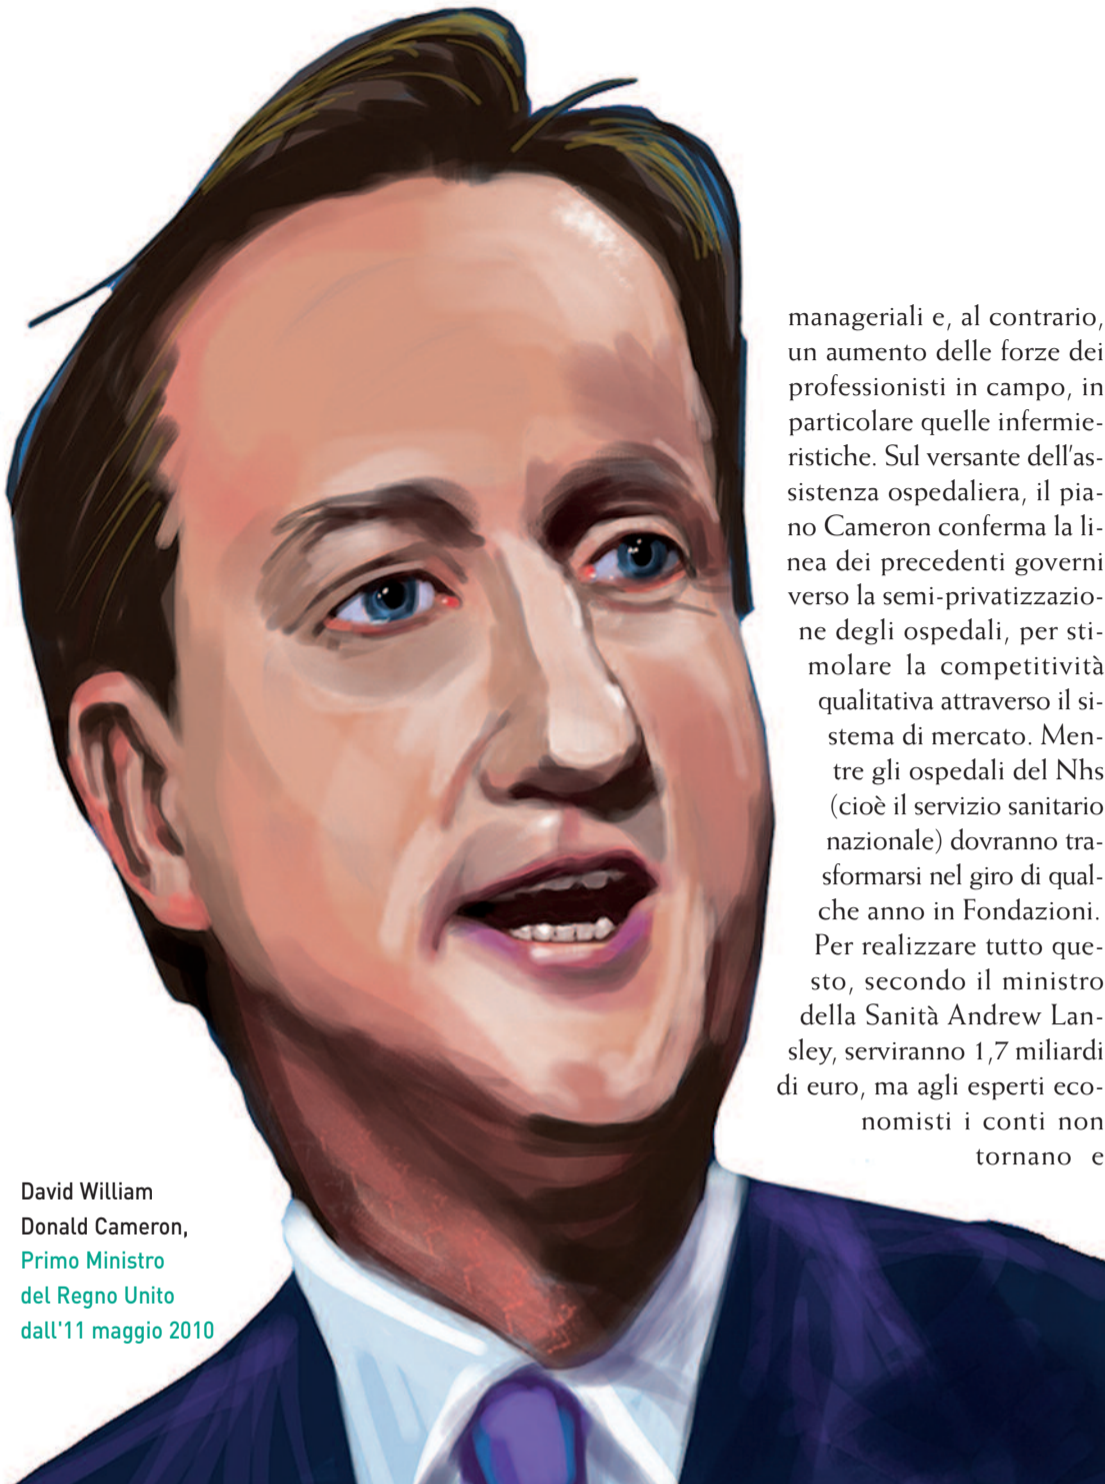 manageriali e, al contrario,
un aumento delle forze dei
professionisti in campo, in
particolare quelle infermie-
ristiche. Sul versante dell'as-
sistenza ospedaliera, il pia-
no Cameron conferma la li-
nea dei precedenti governi
verso la semi-privatizzazio-
ne degli ospedali, per sti-
molare la competitività
qualitativa attraverso il si-
stema di mercato. Men-
tre gli ospedali del Nhs
(cioè il servizio sanitario
nazionale) dovranno tra-
sformarsi nel giro di qual-
che anno in Fondazioni.
Per realizzare tutto que-
sto, secondo il ministro
della Sanità Andrew Lan-
sley, serviranno 1,7 miliardi
di euro, ma agli esperti eco-
nomisti i conti non
tornano e
David William
Donald Cameron,
Primo Ministro
del Regno Unito
dall'11 maggio 2010